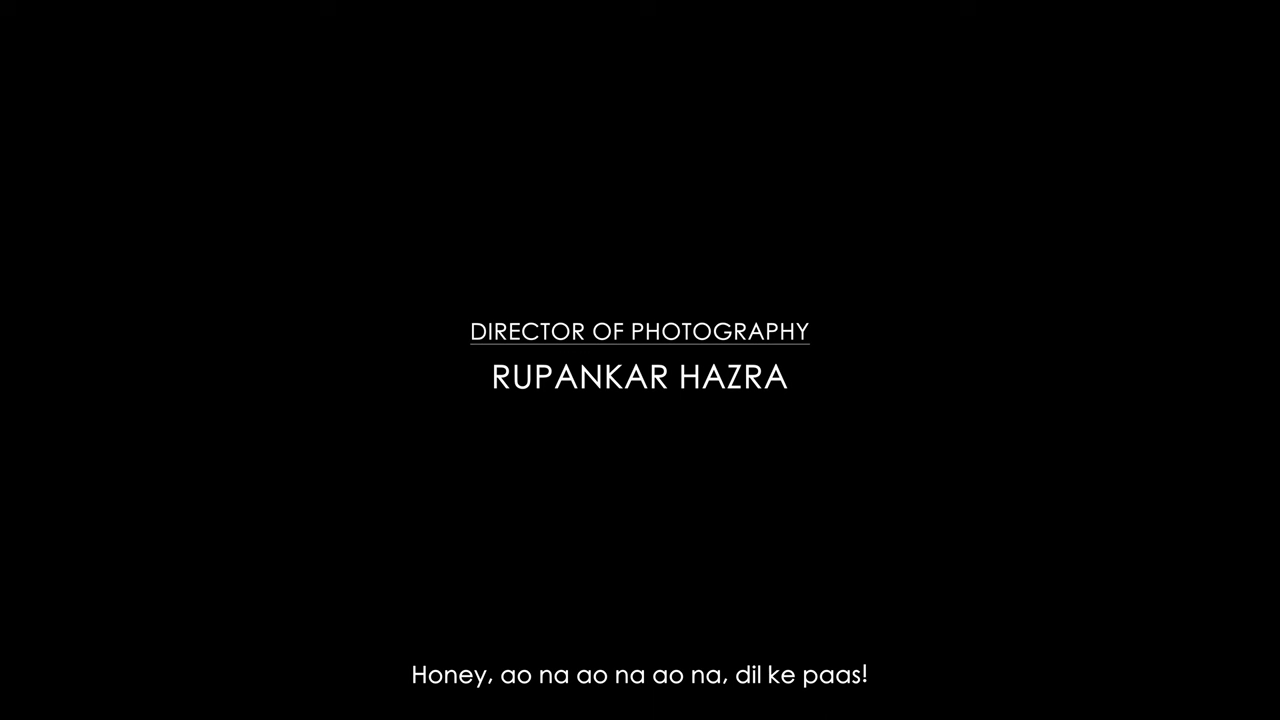 DIRECTOR OF PHOTOGRAPHY
RUPANKAR HAZRA
Honey, ao na ao na ao na, dil ke paas!